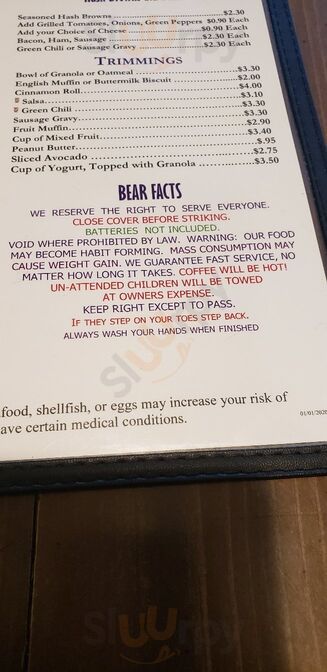 Seasoned Hash Browns $2.30
Add Grilled Tomatoes, Onions, Green Peppers $0.90 Each
Add your Choice of Cheese $0.90 Each
Bacon, Ham, Sausage $2.30 Each
Green Chili or Sausage Gravy $2.30 Each
TRIMMINGS
Bowl of Granola or Oatmeal $3.30
English Muffin or Buttermilk Biscuit $2.00
Cinnamon Roll $4.00
Salsa $3.10
Green Chili $3.30
Sausage Gravy $3.30
Fruit Muffin $2.90
Cup of Mixed Fruit $3.40
Peanut Butter $.95
Sliced Avocado $2.75
Cup of Yogurt, Topped with Granola $3.50
BEAR FACTS
WE RESERVE THE RIGHT TO SERVE EVERYONE.
CLOSE COVER BEFORE STRIKING.
BATTERIES NOT INCLUDED.
VOID WHERE PROHIBITED BY LAW. WARNING: OUR FOOD
MAY BECOME HABIT FORMING. MASS CONSUMPTION MAY
CAUSE WEIGHT GAIN. WE GUARANTEE FAST SERVICE, NO
MATTER HOW LONG IT TAKES. COFFEE WILL BE HOT!
UN-ATTENDED CHILDREN WILL BE TOWED
AT OWNERS EXPENSE.
KEEP RIGHT EXCEPT TO PASS.
IF THEY STEP ON YOUR TOES STEP BACK.
ALWAYS WASH YOUR HANDS WHEN FINISHED
food, shellfish, or eggs may increase your risk of
ave certain medical conditions.
01/01/2020
sluurpy
sluurpy